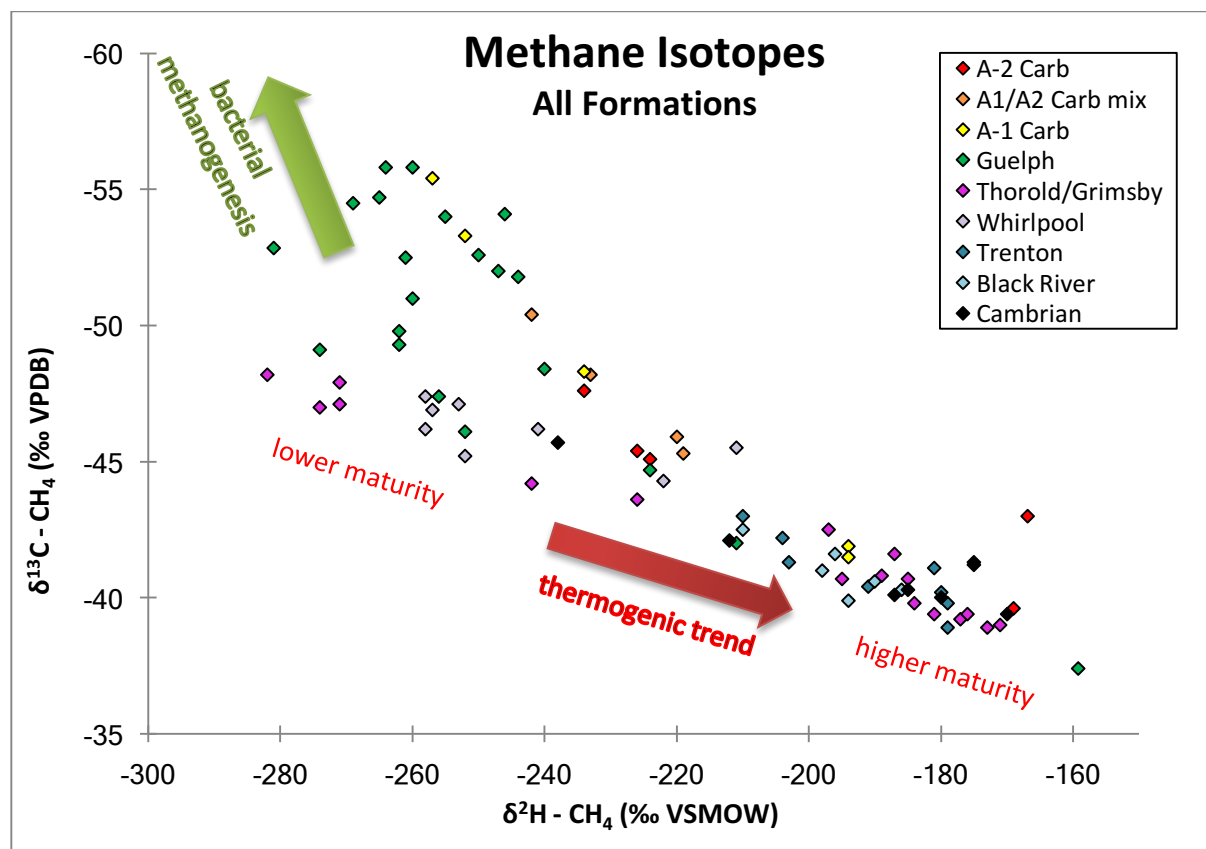 Methane Isotopes
All Formations
-60
-55
-50
-45
-40
-35
-300
-280
-260
-240
-220
-200
-180
-160
δ¹³C - CH₄ (‰ VPDB)
δ²H - CH₄ (‰ VSMOW)
bacterial
methanogenesis
lower maturity
thermogenic trend
higher maturity
A-2 Carb
A1/A2 Carb mix
A-1 Carb
Guelph
Thorold/Grimsby
Whirlpool
Trenton
Black River
Cambrian